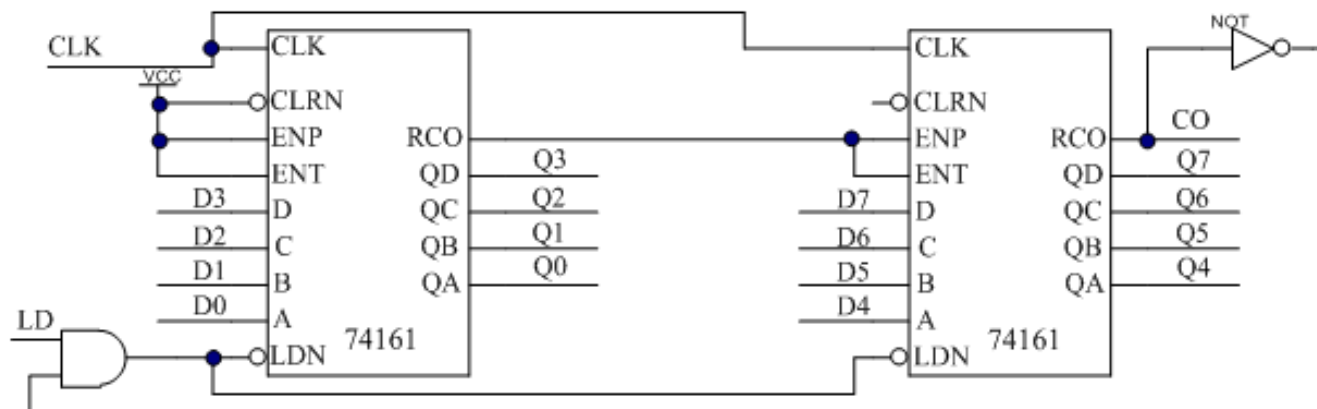 NOT
CLK CLK CLK
VCC
CLRN CLRN
ENP RCO ENP RCO CO
ENT QD Q3 ENT QD Q7
D3 D QC Q2 D7 D QC Q6
D2 C QB Q1 D6 C QB Q5
D1 B QA Q0 D5 B QA Q4
D0 A D4 A
LD 74161 74161
LDN LDN